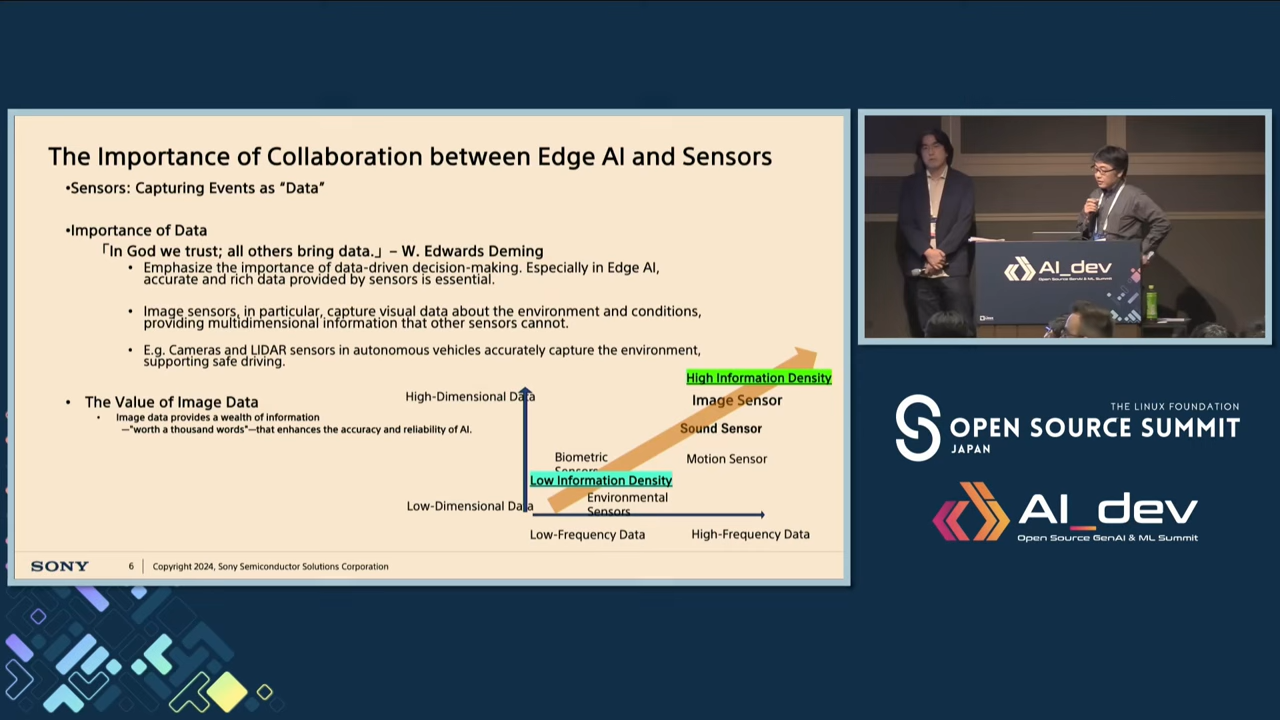 The Importance of Collaboration between Edge AI and Sensors
•Sensors: Capturing Events as “Data”
•Importance of Data
「In God we trust; all others bring data.」 – W. Edwards Deming
• Emphasize the importance of data-driven decision-making. Especially in Edge AI,
accurate and rich data provided by sensors is essential.
• Image sensors, in particular, capture visual data about the environment and conditions,
providing multidimensional information that other sensors cannot.
• E.g. Cameras and LIDAR sensors in autonomous vehicles accurately capture the environment,
supporting safe driving.
• The Value of Image Data
• Image data provides a wealth of information
—"worth a thousand words"—that enhances the accuracy and reliability of AI.
High-Dimensional Data
High Information Density
Image Sensor
Sound Sensor
Biometric
Sensors
Motion Sensor
Low Information Density
Environmental
Sensors
Low-Dimensional Data
Low-Frequency Data
High-Frequency Data
SONY
6
Copyright 2024, Sony Semiconductor Solutions Corporation
AI_dev
Open Source GenAI & ML Summit
THE LINUX FOUNDATION
OPEN SOURCE SUMMIT
JAPAN
AI_dev
Open Source GenAI & ML Summit